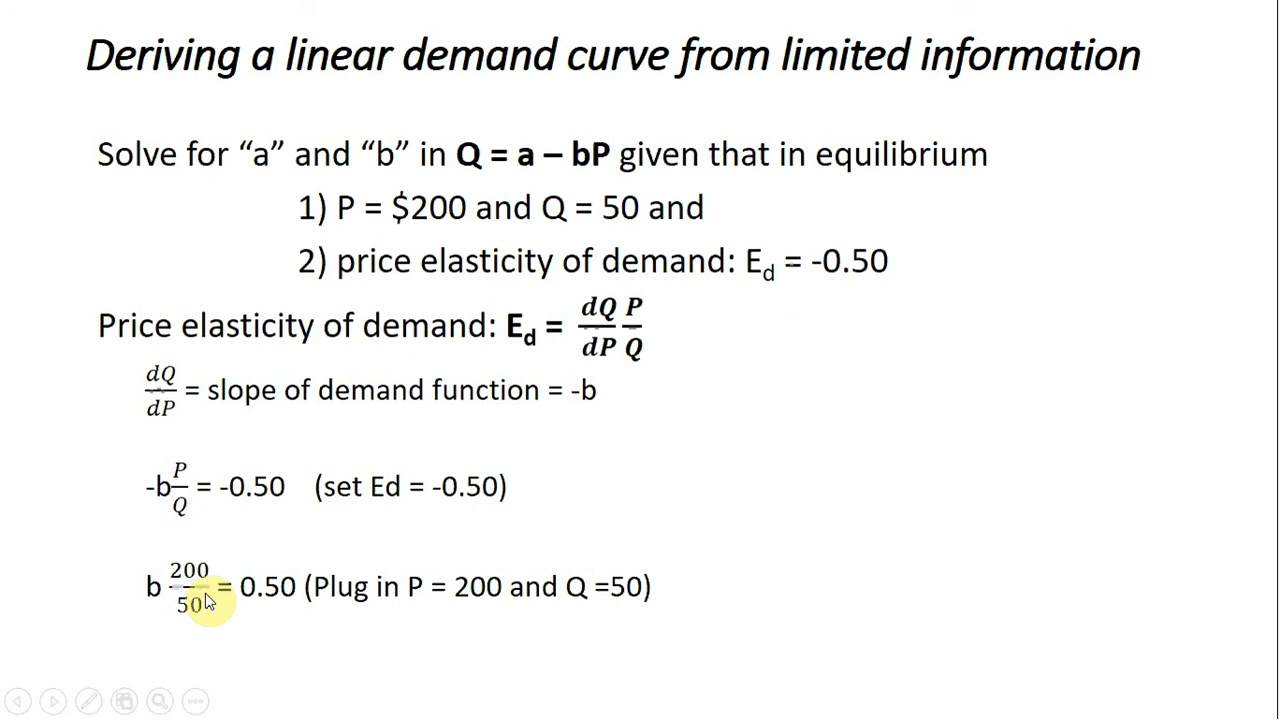 Deriving a linear demand curve from limited information
Solve for “a” and “b” in Q = a – bP given that in equilibrium
1) P = $200 and Q = 50 and
2) price elasticity of demand: Ed = -0.50
Price elasticity of demand: Ed = dQ/dP P/Q
dQ/dP = slope of demand function = -b
-b P/Q = -0.50 (set Ed = -0.50)
b 200/50 = 0.50 (Plug in P = 200 and Q =50)